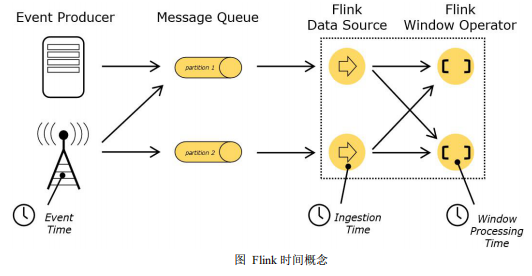 Event Producer
Message Queue
Flink
Data Source
Flink
Window Operator
partition 1
partition 2
Event
Time
Ingestion
Time
Window
Processing
Time
图 Flink 时间概念